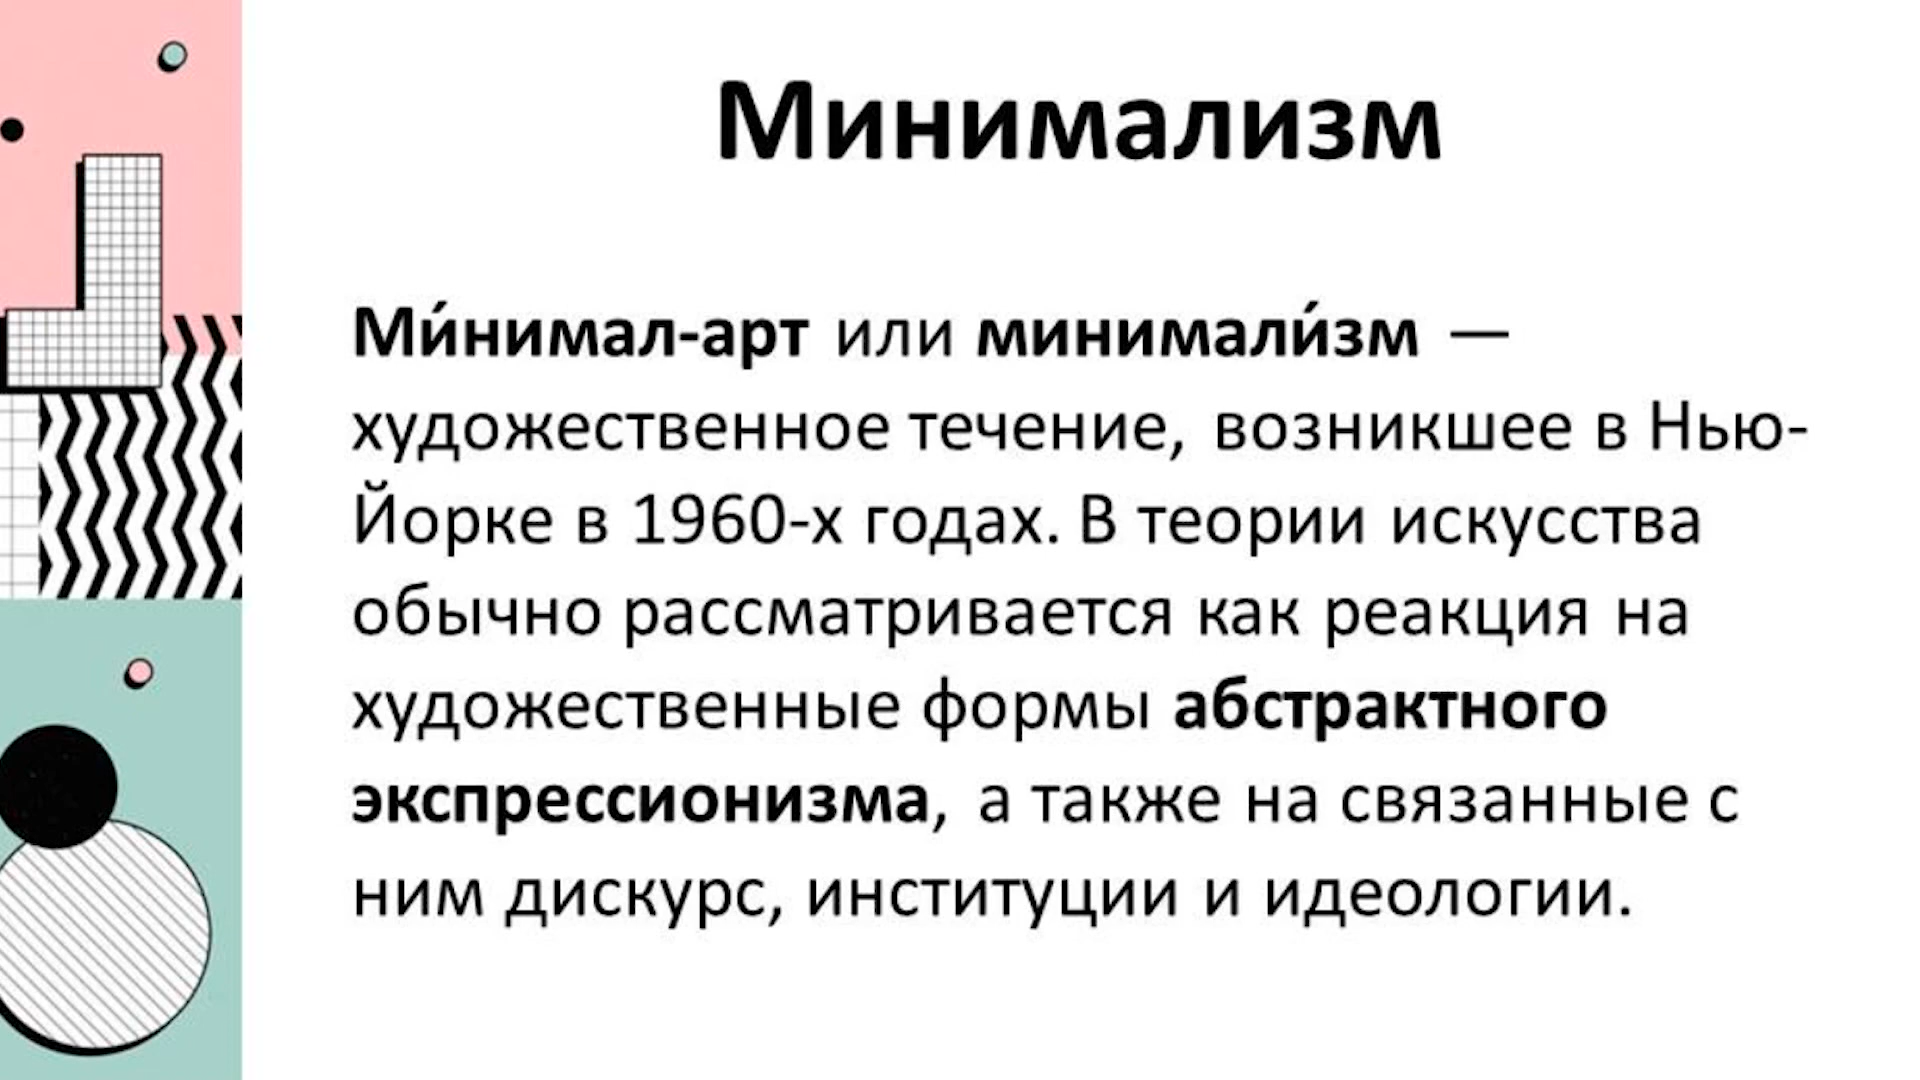 Минимализм
Ми́нимал-арт или минимали́зм —
художественное течение, возникшее в Нью-
Йорке в 1960-х годах. В теории искусства
обычно рассматривается как реакция на
художественные формы абстрактного
экспрессионизма, а также на связанные с
ним дискурс, институции и идеологии.